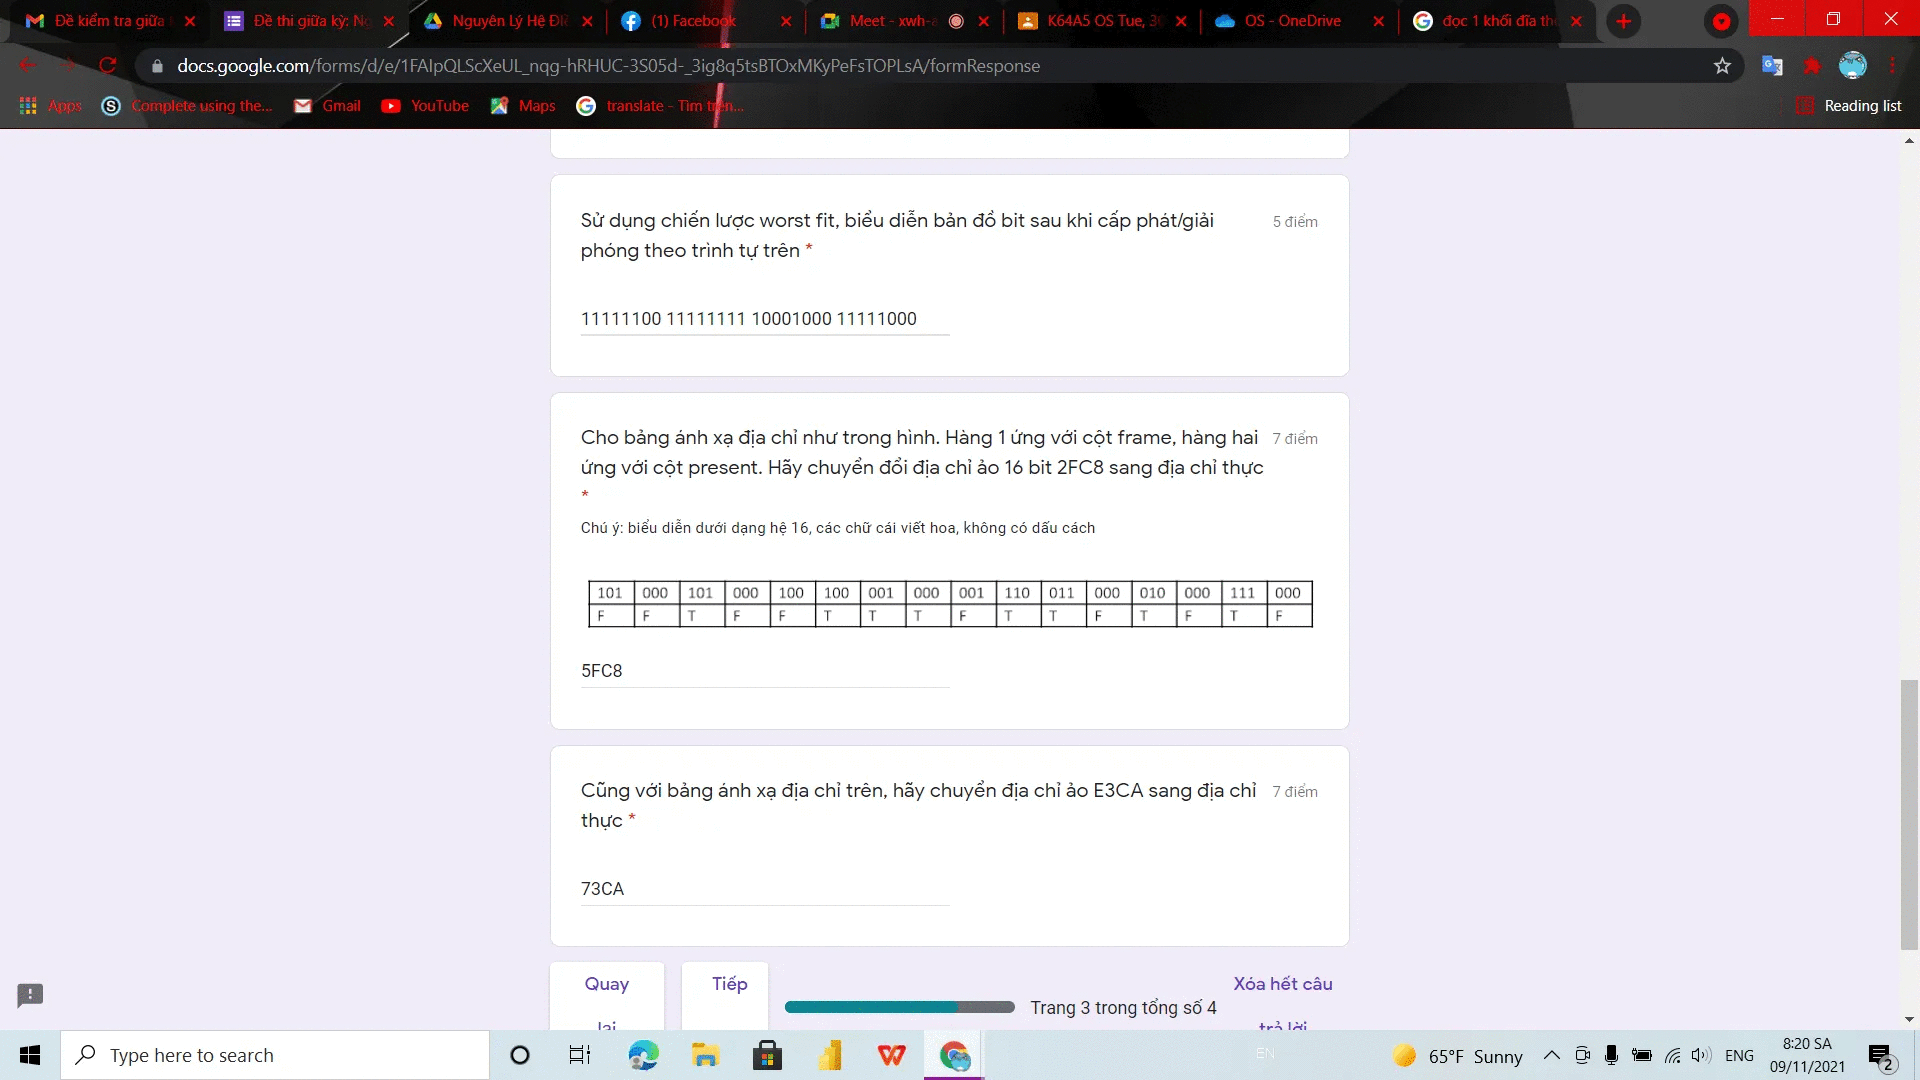 Đề kiểm tra giữa
Đề thi giữa kỳ: Ng
Nguyên Lý Hệ Đi
(1) Facebook
Meet - xwh-a
K64A5 OS Tue, 30
OS - OneDrive
đọc 1 khối đĩa th
docs.google.com/forms/d/e/1FAIpQLScXeUL_nqg-hRHUC-3S05d-_3ig8q5tsBTOxMKyPeFsTOPLsA/formResponse
Apps
Complete using the...
Gmail
YouTube
Maps
translate - Tìm trên...
Reading list
Sử dụng chiến lược worst fit, biểu diễn bản đồ bit sau khi cấp phát/giải 5 điểm
phóng theo trình tự trên *
11111100 11111111 10001000 11111000
Cho bảng ánh xạ địa chỉ như trong hình. Hàng 1 ứng với cột frame, hàng hai 7 điểm
ứng với cột present. Hãy chuyển đổi địa chỉ ảo 16 bit 2FC8 sang địa chỉ thực
*
Chú ý: biểu diễn dưới dạng hệ 16, các chữ cái viết hoa, không có dấu cách
101 000 101 000 100 100 001 000 001 110 011 000 010 000 111 000
F F T F F T T T F T T F T F T F
5FC8
Cũng với bảng ánh xạ địa chỉ trên, hãy chuyển địa chỉ ảo E3CA sang địa chỉ 7 điểm
thực *
73CA
Quay
lại
Tiếp
Trang 3 trong tổng số 4
Xóa hết câu
trả lời
Type here to search
EN
65°F Sunny
ENG
8:20 SA
09/11/2021
2